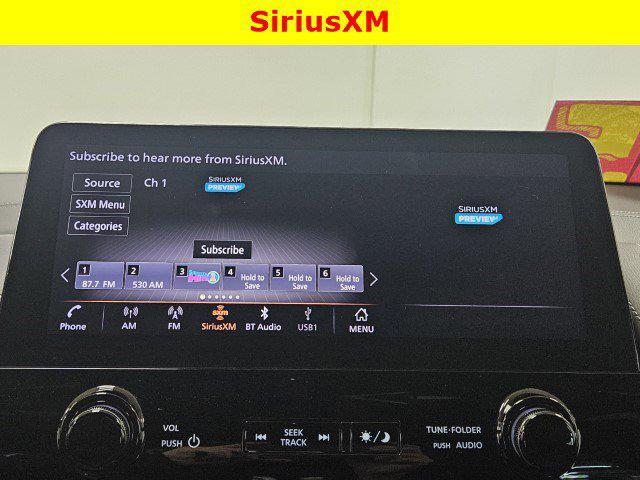 SiriusXM
Subscribe to hear more from SiriusXM.
Source Ch 1 SIRIUSXM PREVIEW
SXM Menu
SIRIUSXM PREVIEW
Categories
Subscribe
1 2 3 4 5 6
87.7 FM 530 AM Hold to Save Hold to Save Hold to Save
Phone AM FM sxm SiriusXM BT Audio USB1 MENU
VOL
PUSH
SEEK
TRACK
TUNE·FOLDER
PUSH AUDIO